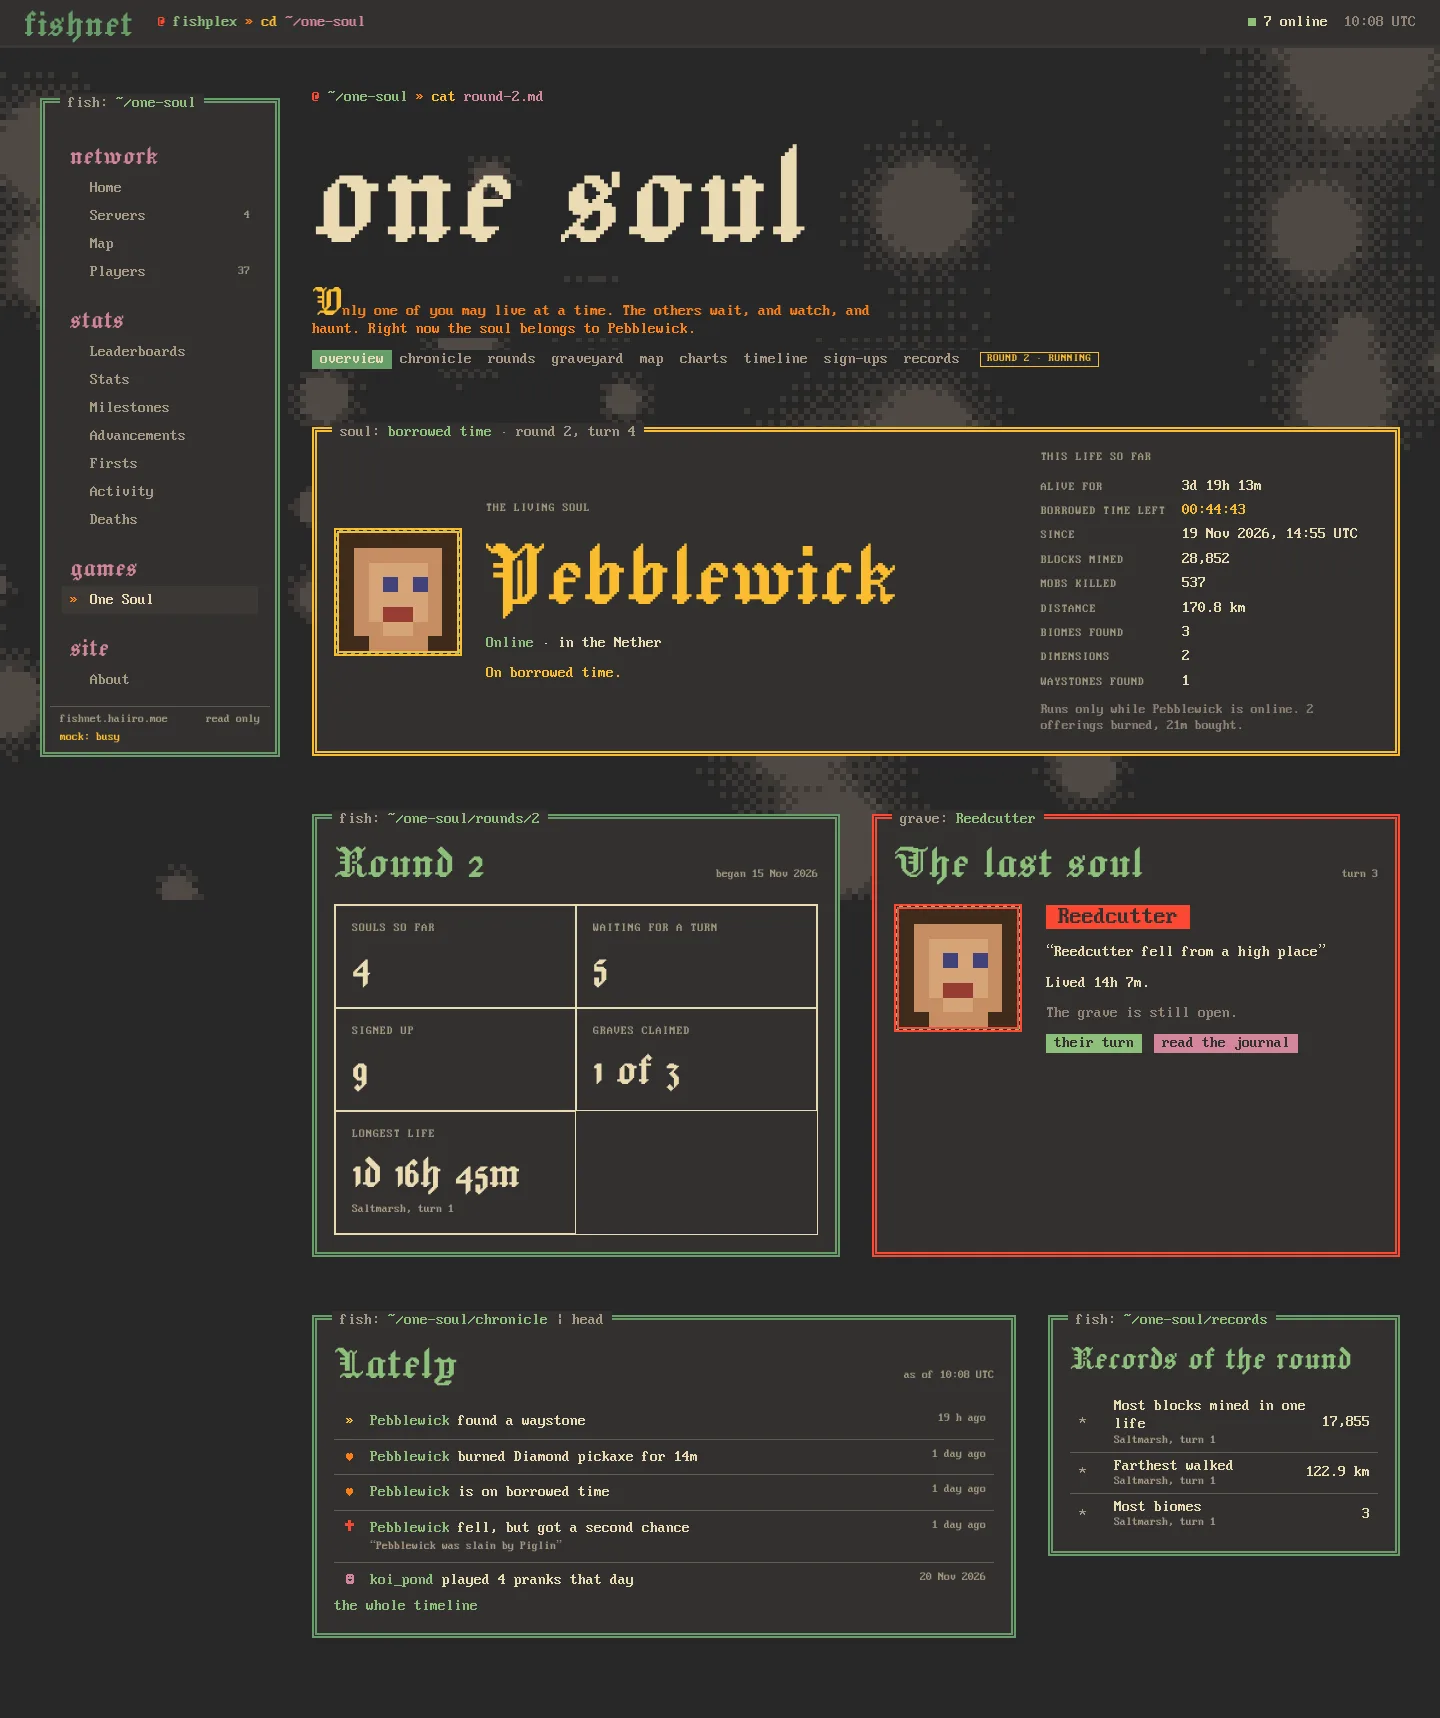 fishnet
@ fishplex » cd ~/one-soul
7 online 10:08 UTC
fish: ~/one-soul
network
Home
Servers 4
Map
Players 37
stats
Leaderboards
Stats
Milestones
Advancements
Firsts
Activity
Deaths
games
» One Soul
site
About
fishnet.haiiro.moe read only
mock: busy
@ ~/one-soul » cat round-2.md
one soul
Only one of you may live at a time. The others wait, and watch, and
haunt. Right now the soul belongs to Pebblewick.
overview chronicle rounds graveyard map charts timeline sign-ups records ROUND 2 · RUNNING
soul: borrowed time · round 2, turn 4
THE LIVING SOUL
Pebblewick
Online · in the Nether
On borrowed time.
THIS LIFE SO FAR
ALIVE FOR 3d 19h 13m
BORROWED TIME LEFT 00:44:43
SINCE 19 Nov 2026, 14:55 UTC
BLOCKS MINED 28,852
MOBS KILLED 537
DISTANCE 170.8 km
BIOMES FOUND 3
DIMENSIONS 2
WAYSTONES FOUND 1
Runs only while Pebblewick is online. 2
offerings burned, 21m bought.
fish: ~/one-soul/rounds/2
Round 2
began 15 Nov 2026
SOULS SO FAR
4
WAITING FOR A TURN
5
SIGNED UP
9
GRAVES CLAIMED
1 of 3
LONGEST LIFE
1d 16h 45m
Saltmarsh, turn 1
grave: Reedcutter
The last soul
turn 3
Reedcutter
“Reedcutter fell from a high place”
Lived 14h 7m.
The grave is still open.
their turn read the journal
fish: ~/one-soul/chronicle ¦ head
Lately
as of 10:08 UTC
» Pebblewick found a waystone 19 h ago
♥ Pebblewick burned Diamond pickaxe for 14m 1 day ago
♥ Pebblewick is on borrowed time 1 day ago
✝ Pebblewick fell, but got a second chance 1 day ago
“Pebblewick was slain by Piglin”
koi_pond played 4 pranks that day 20 Nov 2026
the whole timeline
fish: ~/one-soul/records
Records of the round
* Most blocks mined in one
life 17,855
Saltmarsh, turn 1
* Farthest walked 122.9 km
Saltmarsh, turn 1
* Most biomes 3
Saltmarsh, turn 1